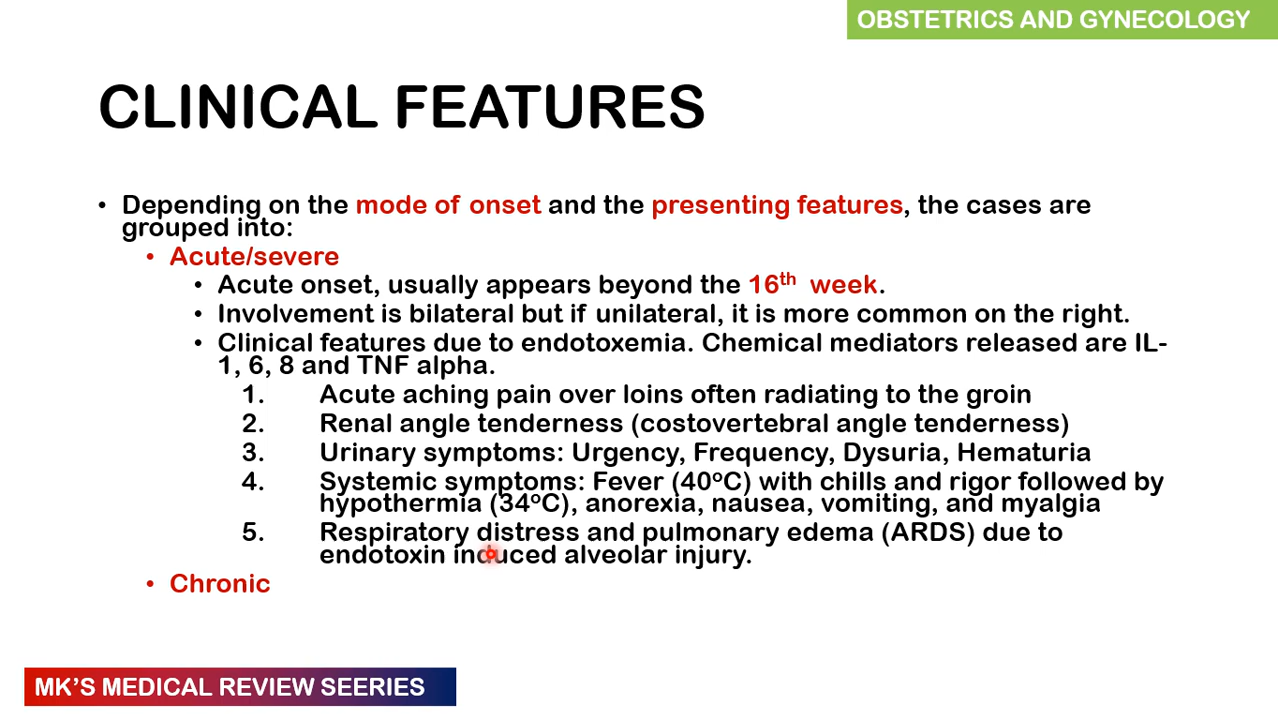 OBSTETRICS AND GYNECOLOGY
CLINICAL FEATURES
• Depending on the mode of onset and the presenting features, the cases are
grouped into:
• Acute/severe
• Acute onset, usually appears beyond the 16th week.
• Involvement is bilateral but if unilateral, it is more common on the right.
• Clinical features due to endotoxemia. Chemical mediators released are IL-
1, 6, 8 and TNF alpha.
1. Acute aching pain over loins often radiating to the groin
2. Renal angle tenderness (costovertebral angle tenderness)
3. Urinary symptoms: Urgency, Frequency, Dysuria, Hematuria
4. Systemic symptoms: Fever (40oC) with chills and rigor followed by
hypothermia (34oC), anorexia, nausea, vomiting, and myalgia
5. Respiratory distress and pulmonary edema (ARDS) due to
endotoxin induced alveolar injury.
• Chronic
MK'S MEDICAL REVIEW SEERIES